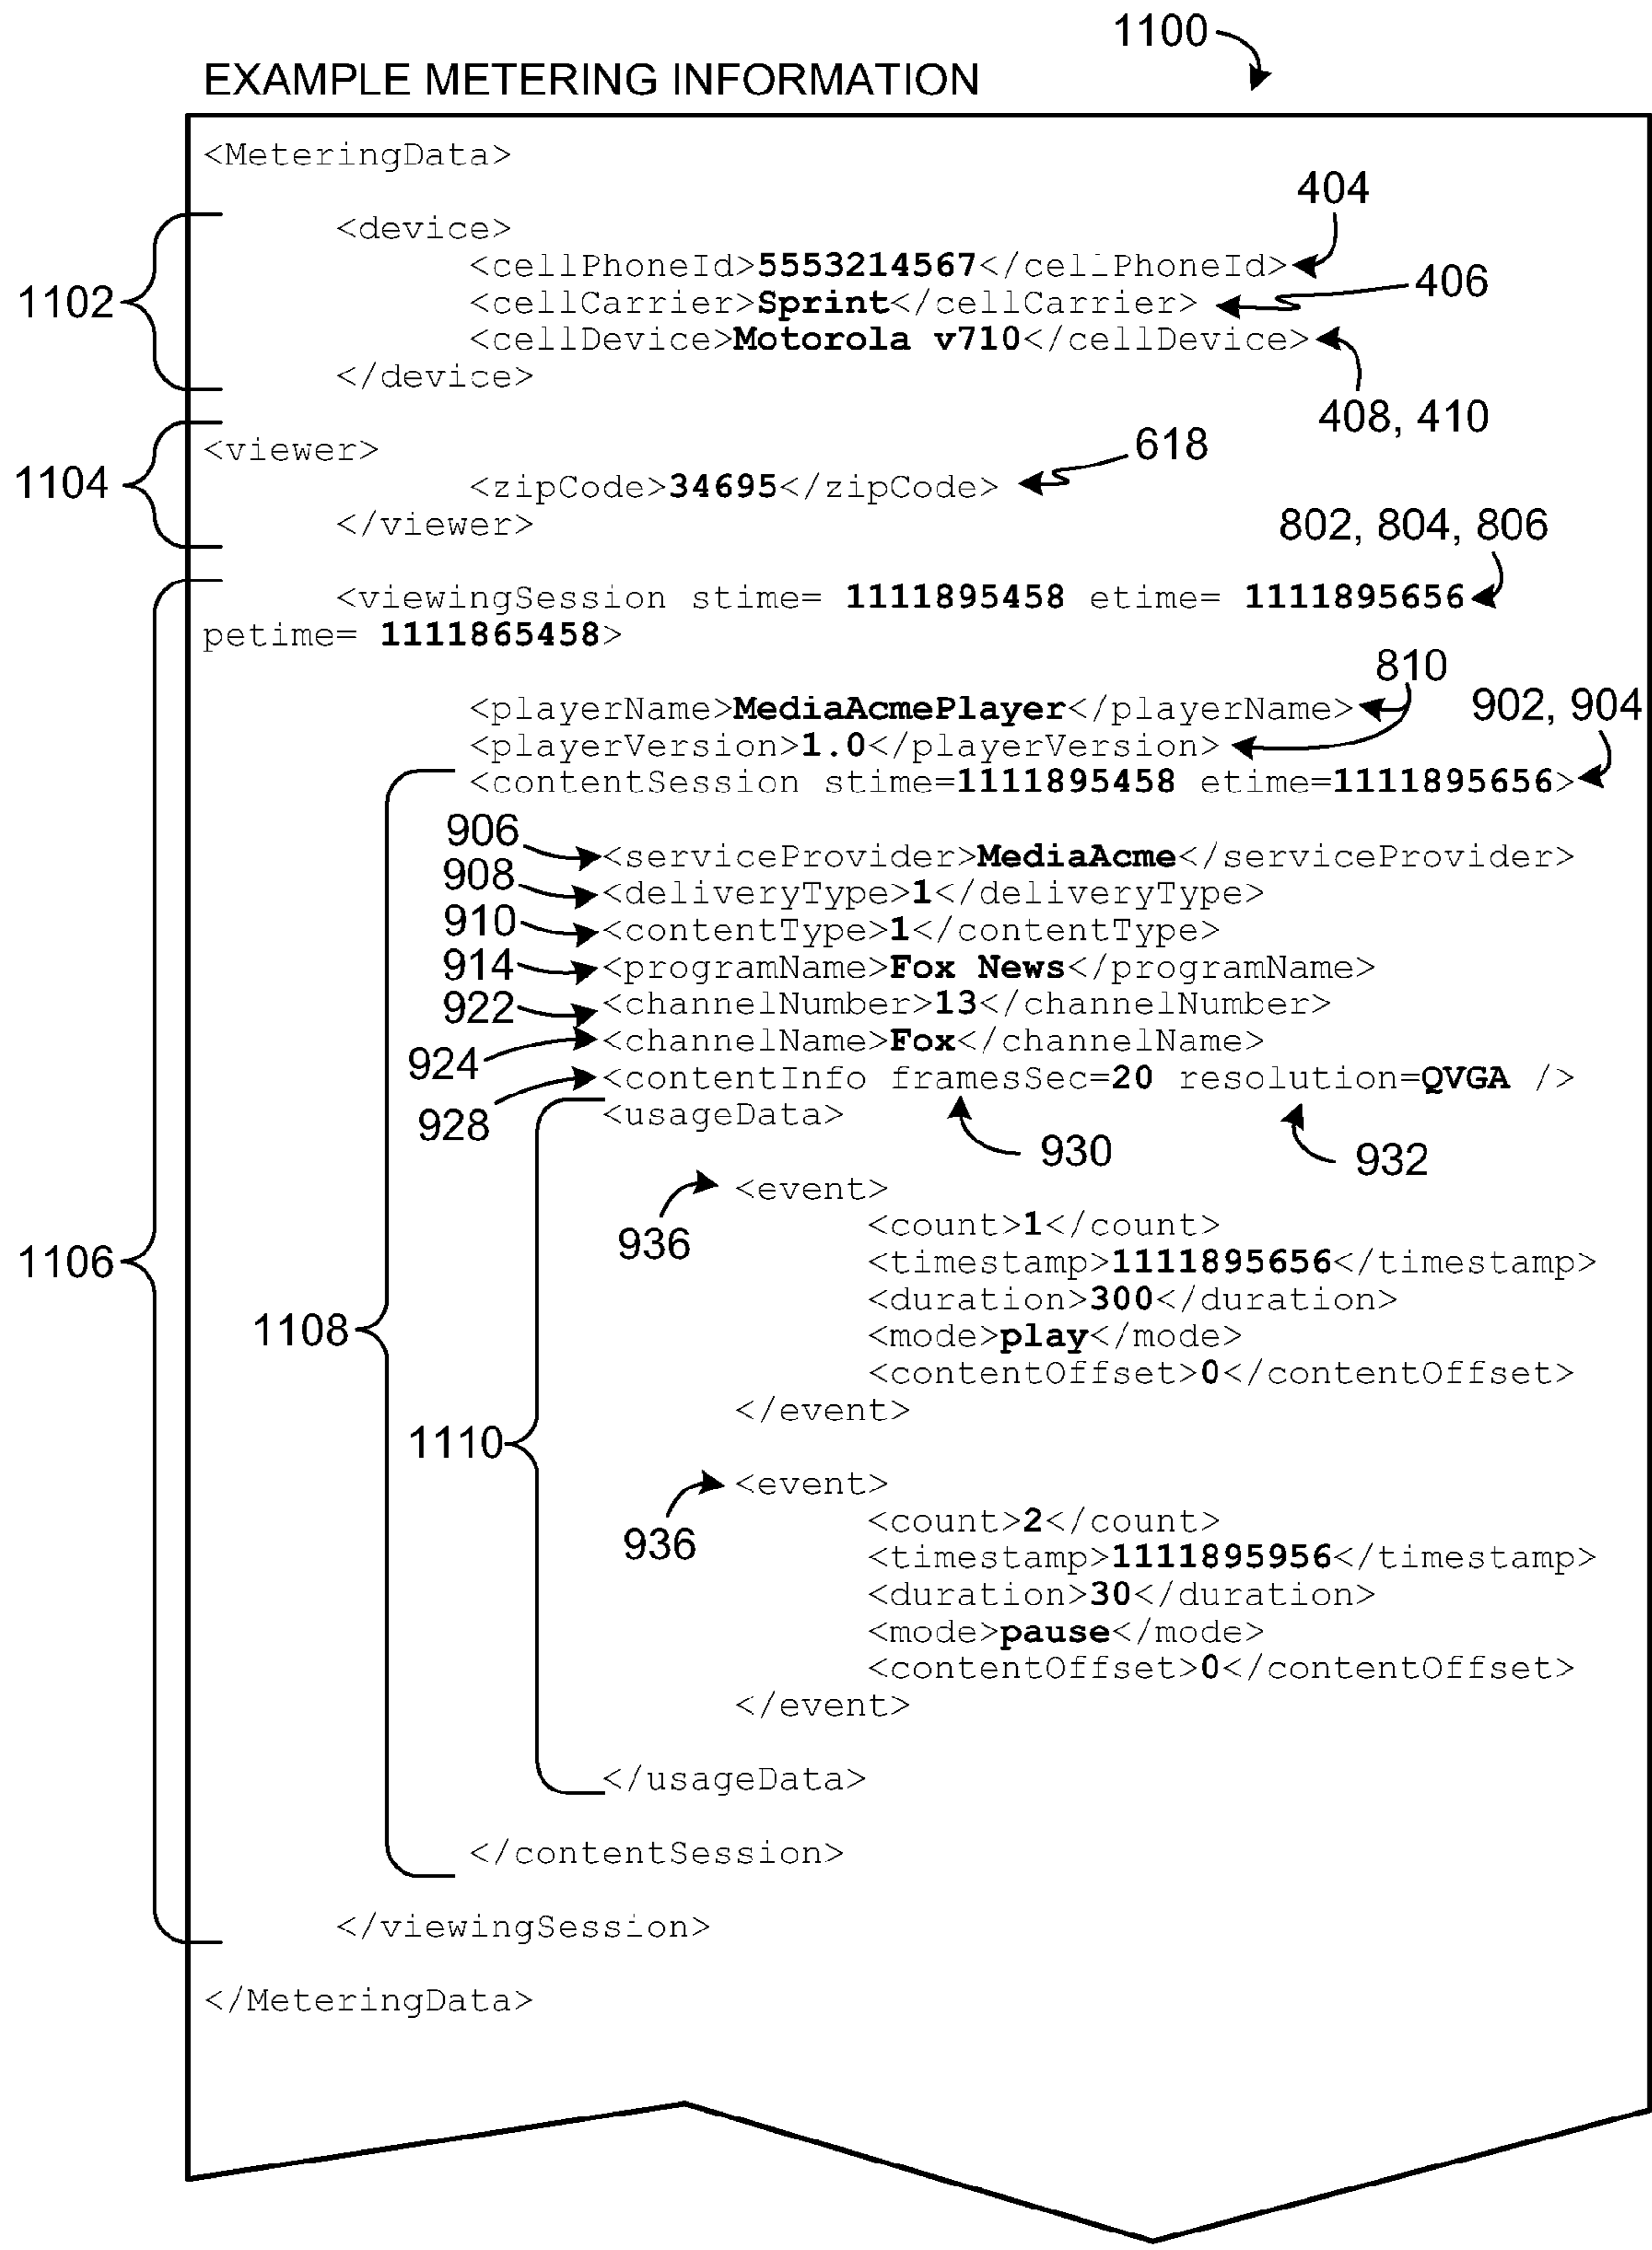 1100
EXAMPLE METERING INFORMATION
<MeteringData>
404
<device>
<cellPhoneId>5553214567</cellPhoneId>
1102
<cellCarrier>Sprint</cellCarrier>
406
<cellDevice>Motorola v710</cellDevice>
</device>
408, 410
<viewer>
618
1104
<zipCode>34695</zipCode>
</viewer>
802, 804, 806
<viewingSession stime= 1111895458 etime= 1111895656
petime= 1111865458>
810
<playerName>MediaAcmePlayer</playerName>
902, 904
<playerVersion>1.0</playerVersion>
<contentSession stime=1111895458 etime=1111895656>
906
<serviceProvider>MediaAcme</serviceProvider>
908
<deliveryType>1</deliveryType>
910
<contentType>1</contentType>
914
<programName>Fox News</programName>
922
<channelNumber>13</channelNumber>
924
<channelName>Fox</channelName>
928
<contentInfo framesSec=20 resolution=QVGA />
<usageData>
930
932
936
<event>
<count>1</count>
1106
<timestamp>1111895656</timestamp>
<duration>300</duration>
1108
<mode>play</mode>
<contentOffset>0</contentOffset>
</event>
1110
936
<event>
<count>2</count>
<timestamp>1111895956</timestamp>
<duration>30</duration>
<mode>pause</mode>
<contentOffset>0</contentOffset>
</event>
</usageData>
</contentSession>
</viewingSession>
</MeteringData>